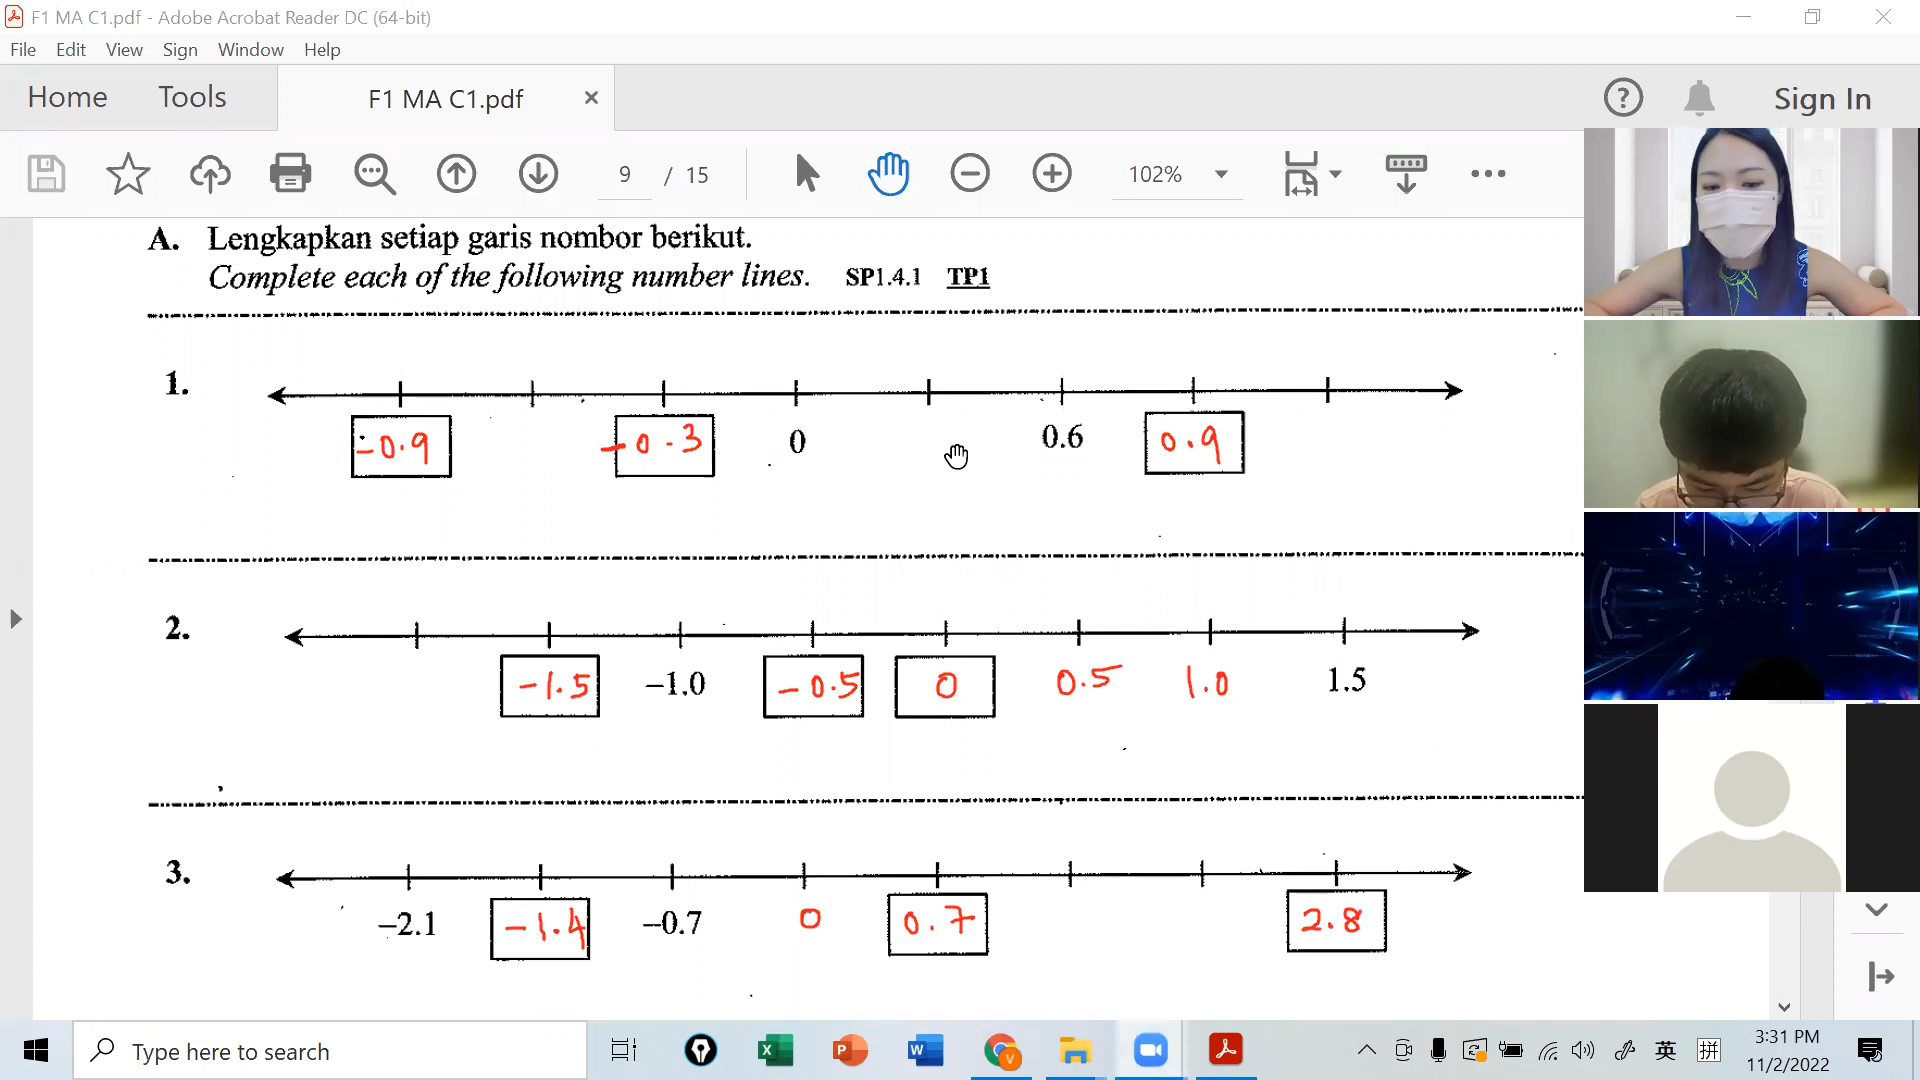 F1 MA C1.pdf - Adobe Acrobat Reader DC (64-bit)
File Edit View Sign Window Help
Home Tools F1 MA C1.pdf × Sign In
9 / 15 102%
A. Lengkapkan setiap garis nombor berikut.
Complete each of the following number lines. SP1.4.1 TP1
1.
-0.9 -0.3 0 0.6 0.9
2.
-1.5 –1.0 -0.5 0 0.5 1.0 1.5
3.
–2.1 -1.4 –0.7 0 0.7 2.8
Type here to search
英 拼
3:31 PM
11/2/2022